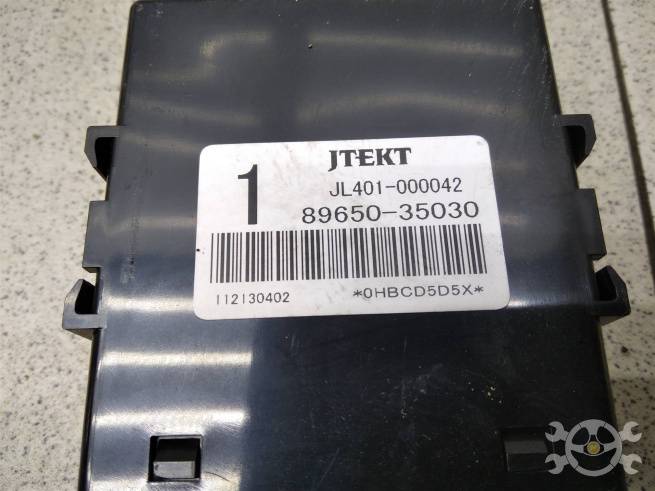 JTEKT
1
JL401-000042
89650-35030
112130402 *0HBCD5D5X*